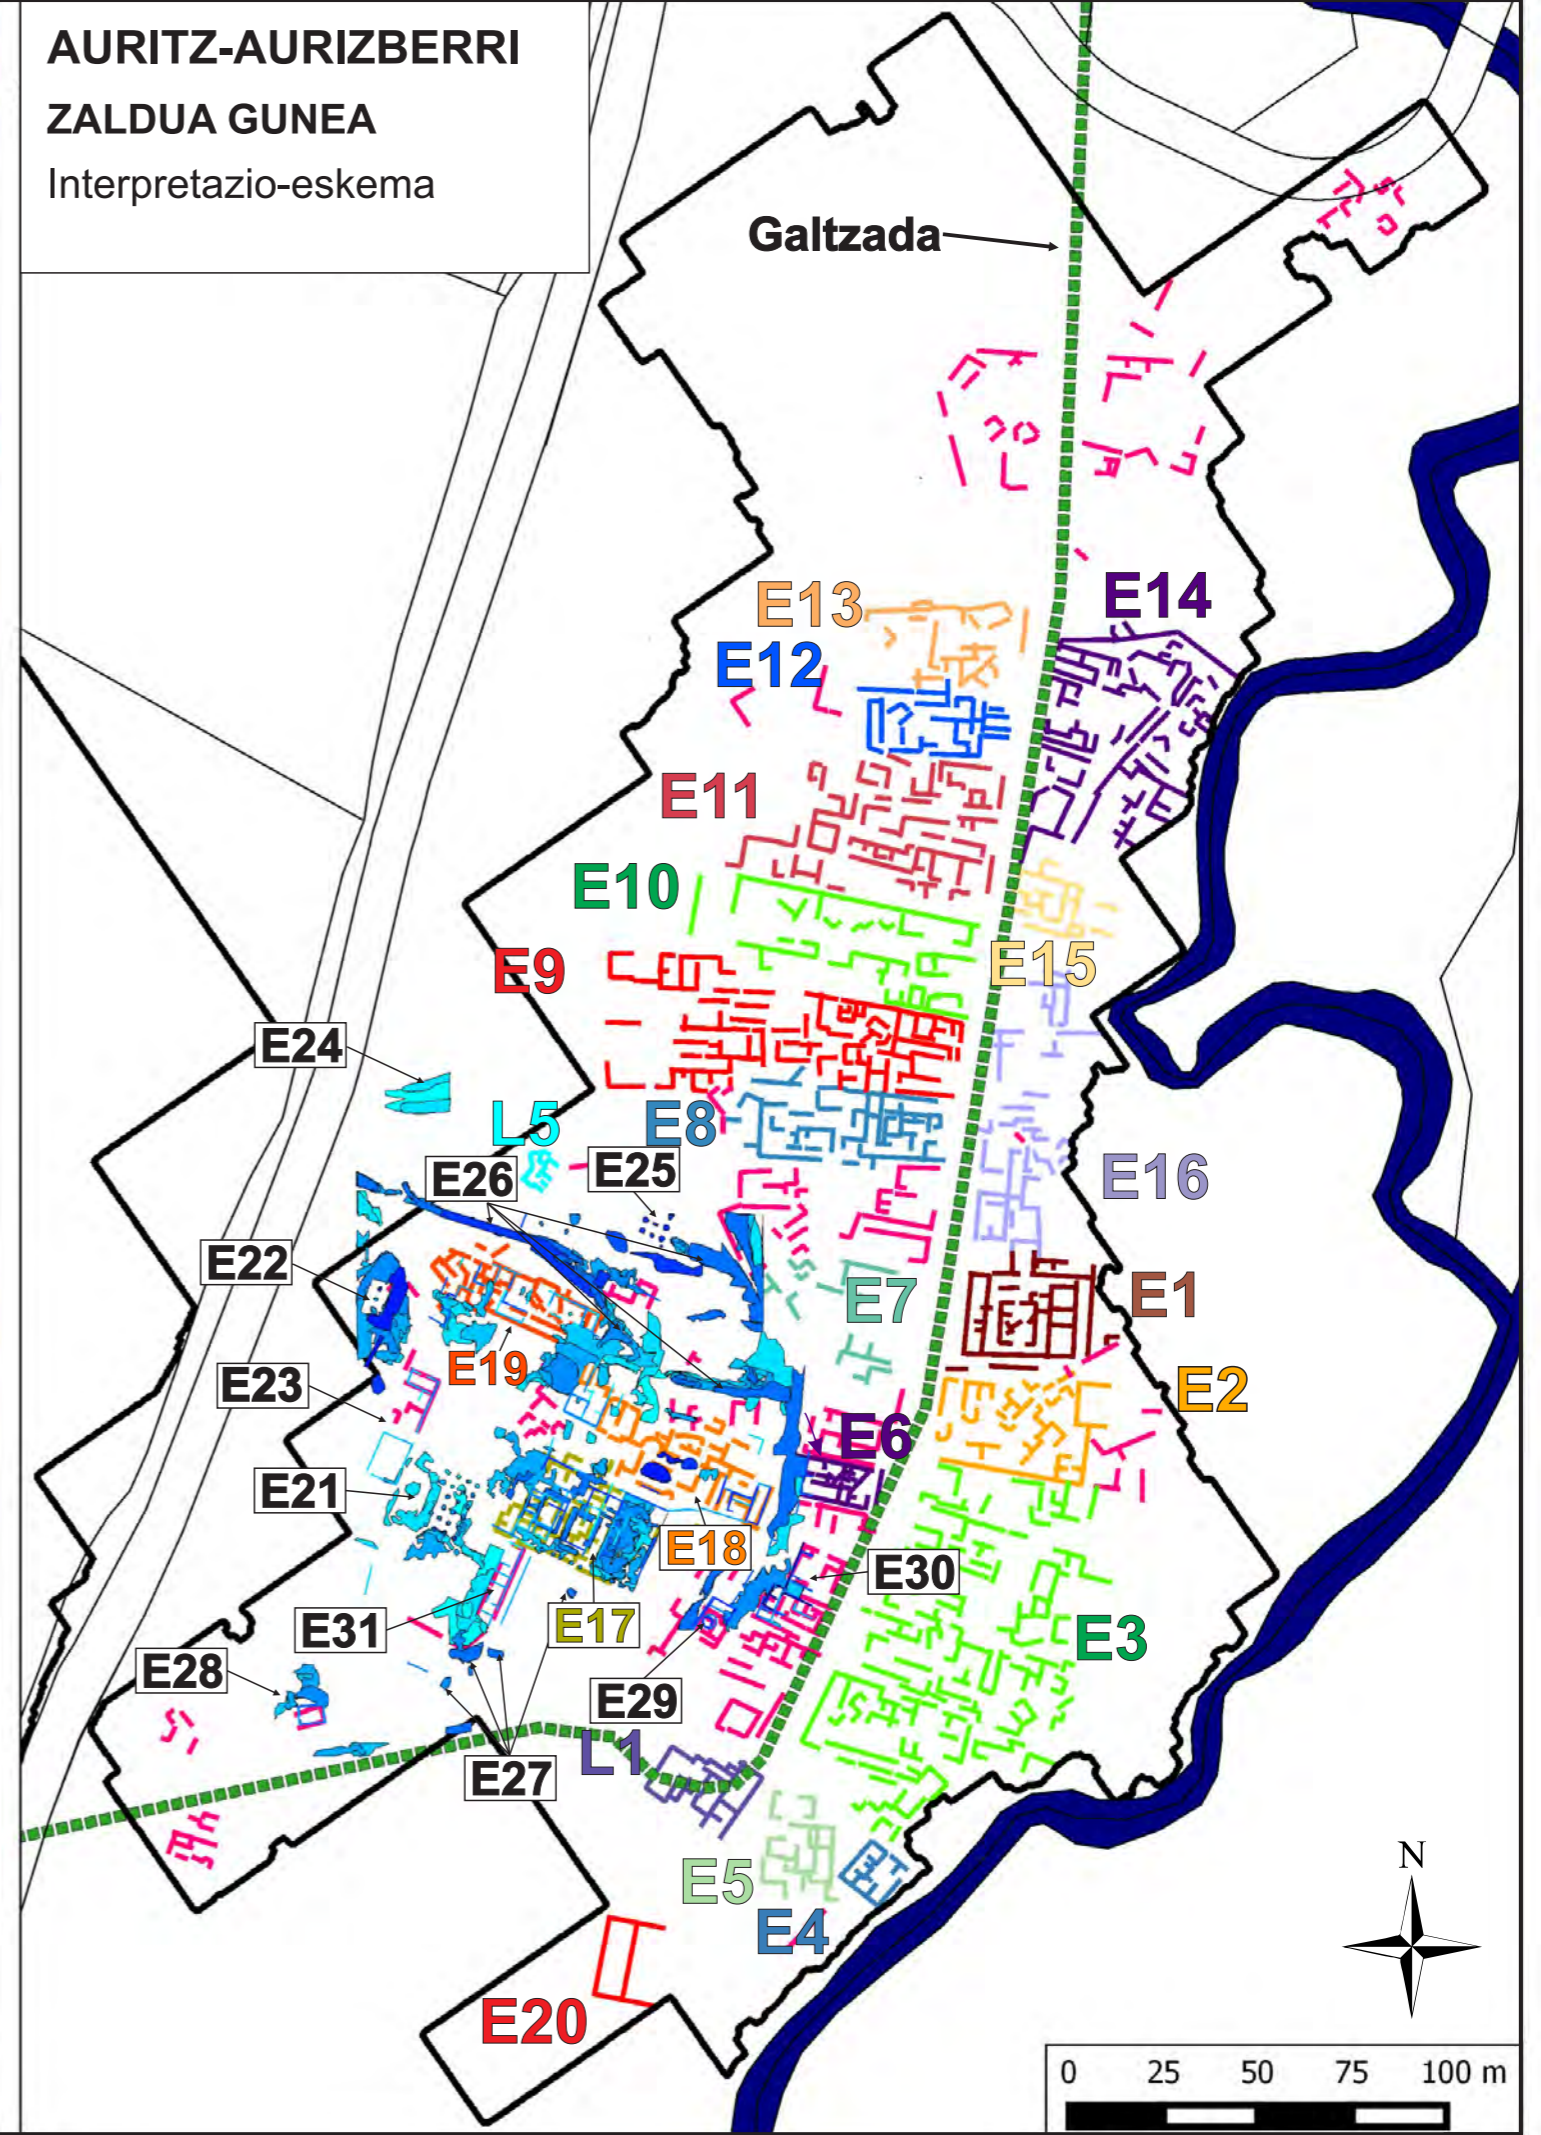 AURITZ-AURIZBERRI
ZALDUA GUNEA
Interpretazio-eskema
Galtzada
E13
E14
E12
E11
E10
E9
E15
E24
L5
E8
E25
E26
E16
E22
E7
E1
E19
E23
E2
E6
E21
E18
E30
E31
E17
E3
E28
E29
L1
E27
E5
E4
E20
N
0 25 50 75 100 m